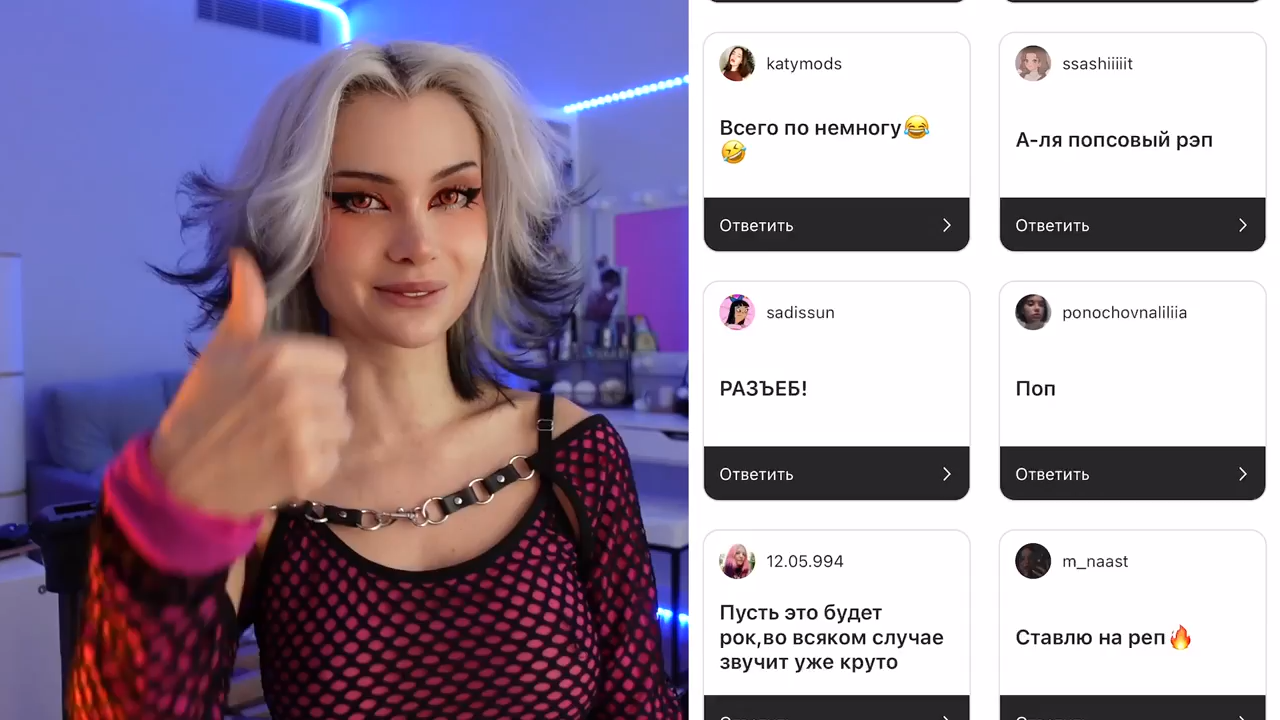 katymods
Всего по немногу😂
🤣
Ответить
ssashiiiiit
А-ля попсовый рэп
Ответить
sadissun
РАЗЪЕБ!
Ответить
ponochovnaliliia
Поп
Ответить
12.05.994
Пусть это будет
рок,во всяком случае
звучит уже круто
m_naast
Ставлю на реп🔥